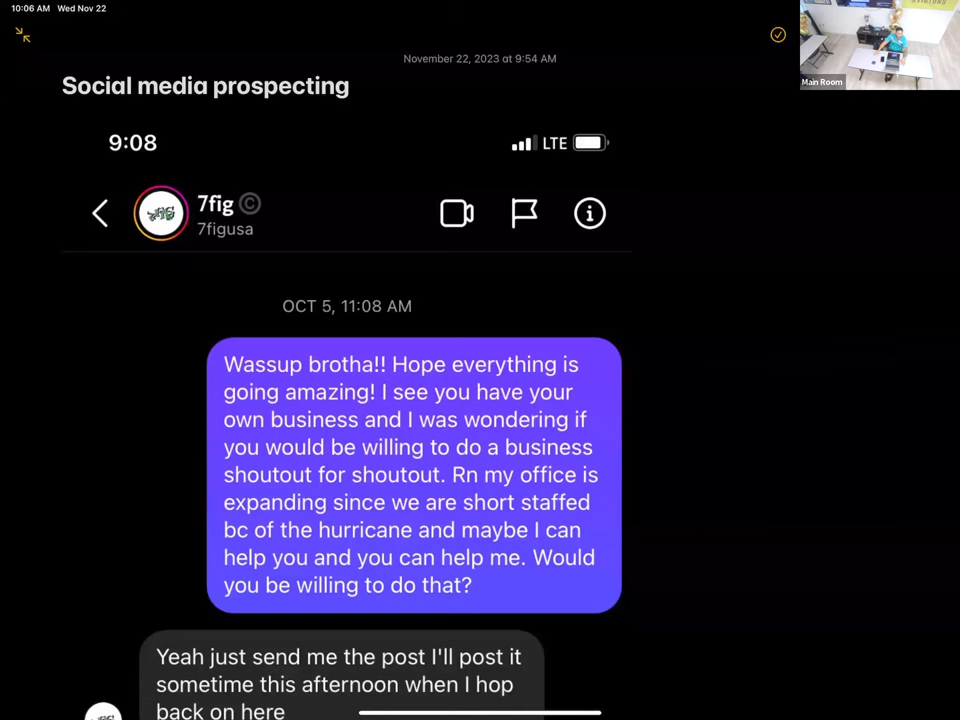 10:06 AM Wed Nov 22
November 22, 2023 at 9:54 AM
Social media prospecting
9:08
LTE
7fig ©
7figusa
OCT 5, 11:08 AM
Wassup brotha!! Hope everything is
going amazing! I see you have your
own business and I was wondering if
you would be willing to do a business
shoutout for shoutout. Rn my office is
expanding since we are short staffed
bc of the hurricane and maybe I can
help you and you can help me. Would
you be willing to do that?
Yeah just send me the post I'll post it
sometime this afternoon when I hop
back on here
Main Room